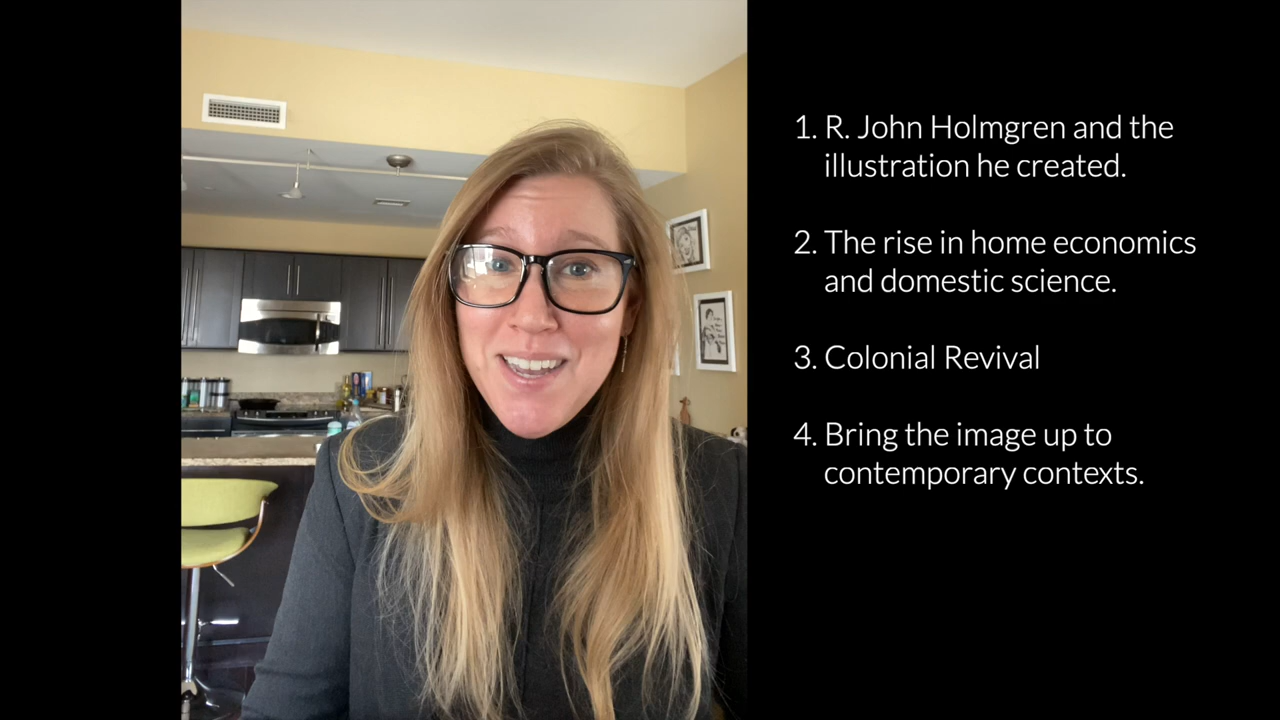 1. R. John Holmgren and the
illustration he created.
2. The rise in home economics
and domestic science.
3. Colonial Revival
4. Bring the image up to
contemporary contexts.